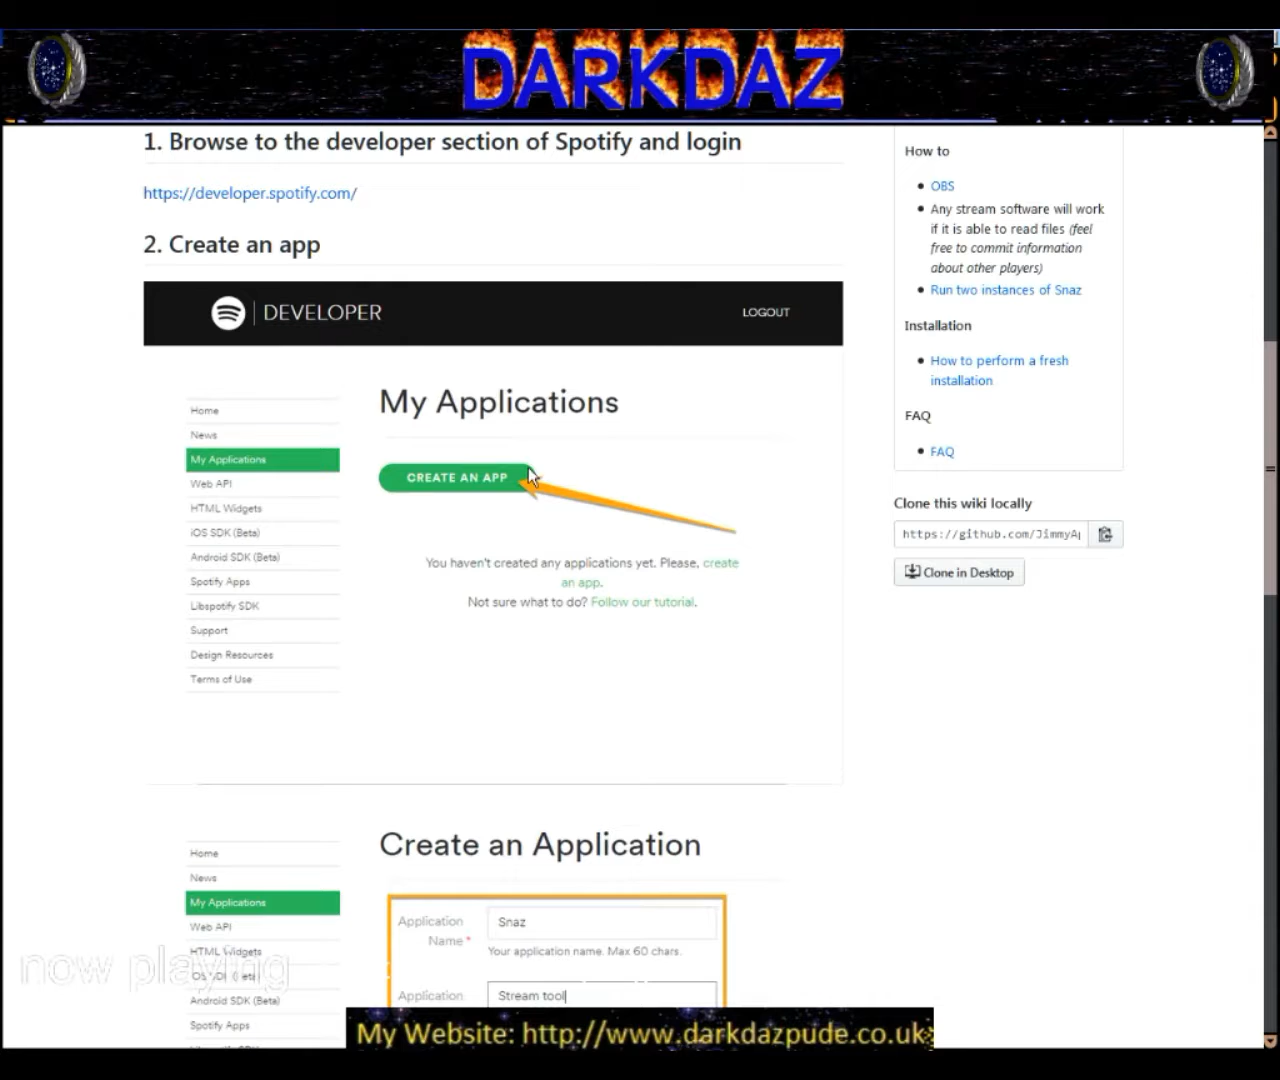 DARKDAZ
1. Browse to the developer section of Spotify and login
https://developer.spotify.com/
2. Create an app
DEVELOPER
LOGOUT
My Applications
Home
News
My Applications
Web API
HTML Widgets
iOS SDK (Beta)
Android SDK (Beta)
Spotify Apps
Libspotify SDK
Support
Design Resources
Terms of Use
CREATE AN APP
You haven't created any applications yet. Please, create
an app.
Not sure what to do? Follow our tutorial.
Create an Application
Home
News
My Applications
Web API
HTML Widgets
iOS SDK (Beta)
Android SDK (Beta)
Spotify Apps
Application
Name *
Snaz
Your application name. Max 60 chars.
Application
Stream tool
How to
OBS
Any stream software will work
if it is able to read files (feel
free to commit information
about other players)
Run two instances of Snaz
Installation
How to perform a fresh
installation
FAQ
FAQ
Clone this wiki locally
https://github.com/JimmyA
Clone in Desktop
now playing
My Website: http://www.darkdazpude.co.uk